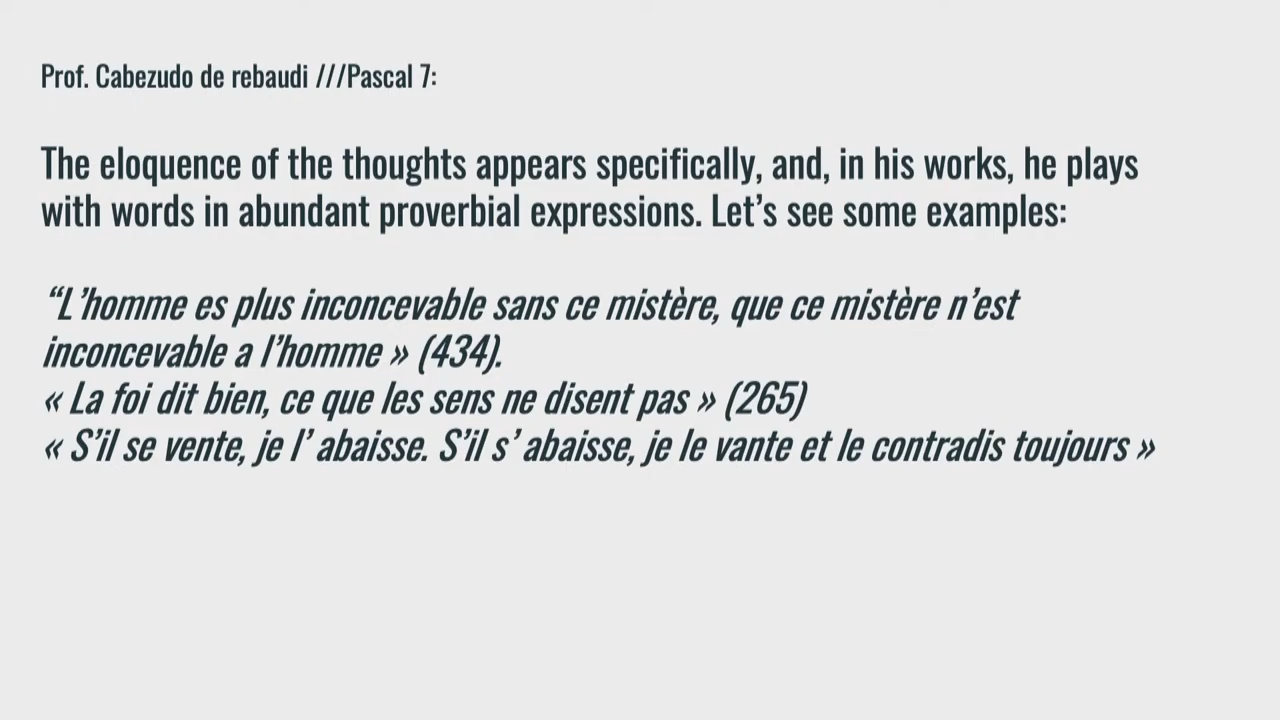 Prof. Cabezudo de rebaudi ///Pascal 7:
The eloquence of the thoughts appears specifically, and, in his works, he plays
with words in abundant proverbial expressions. Let’s see some examples:
“L’homme es plus inconcevable sans ce mistère, que ce mistère n’est
inconcevable a l’homme » (434).
« La foi dit bien, ce que les sens ne disent pas » (265)
« S’il se vente, je l’ abaisse. S’il s’ abaisse, je le vante et le contradis toujours »